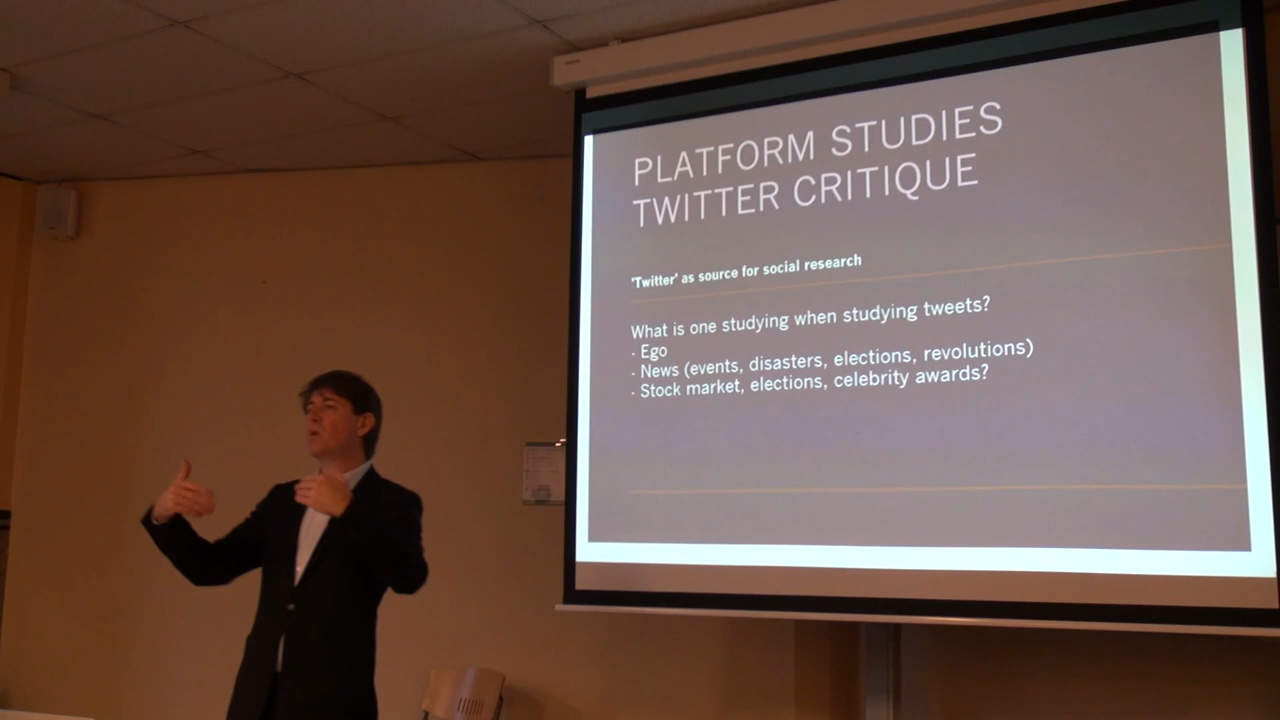 PLATFORM STUDIES
TWITTER CRITIQUE
'Twitter' as source for social research
What is one studying when studying tweets?
· Ego
· News (events, disasters, elections, revolutions)
· Stock market, elections, celebrity awards?